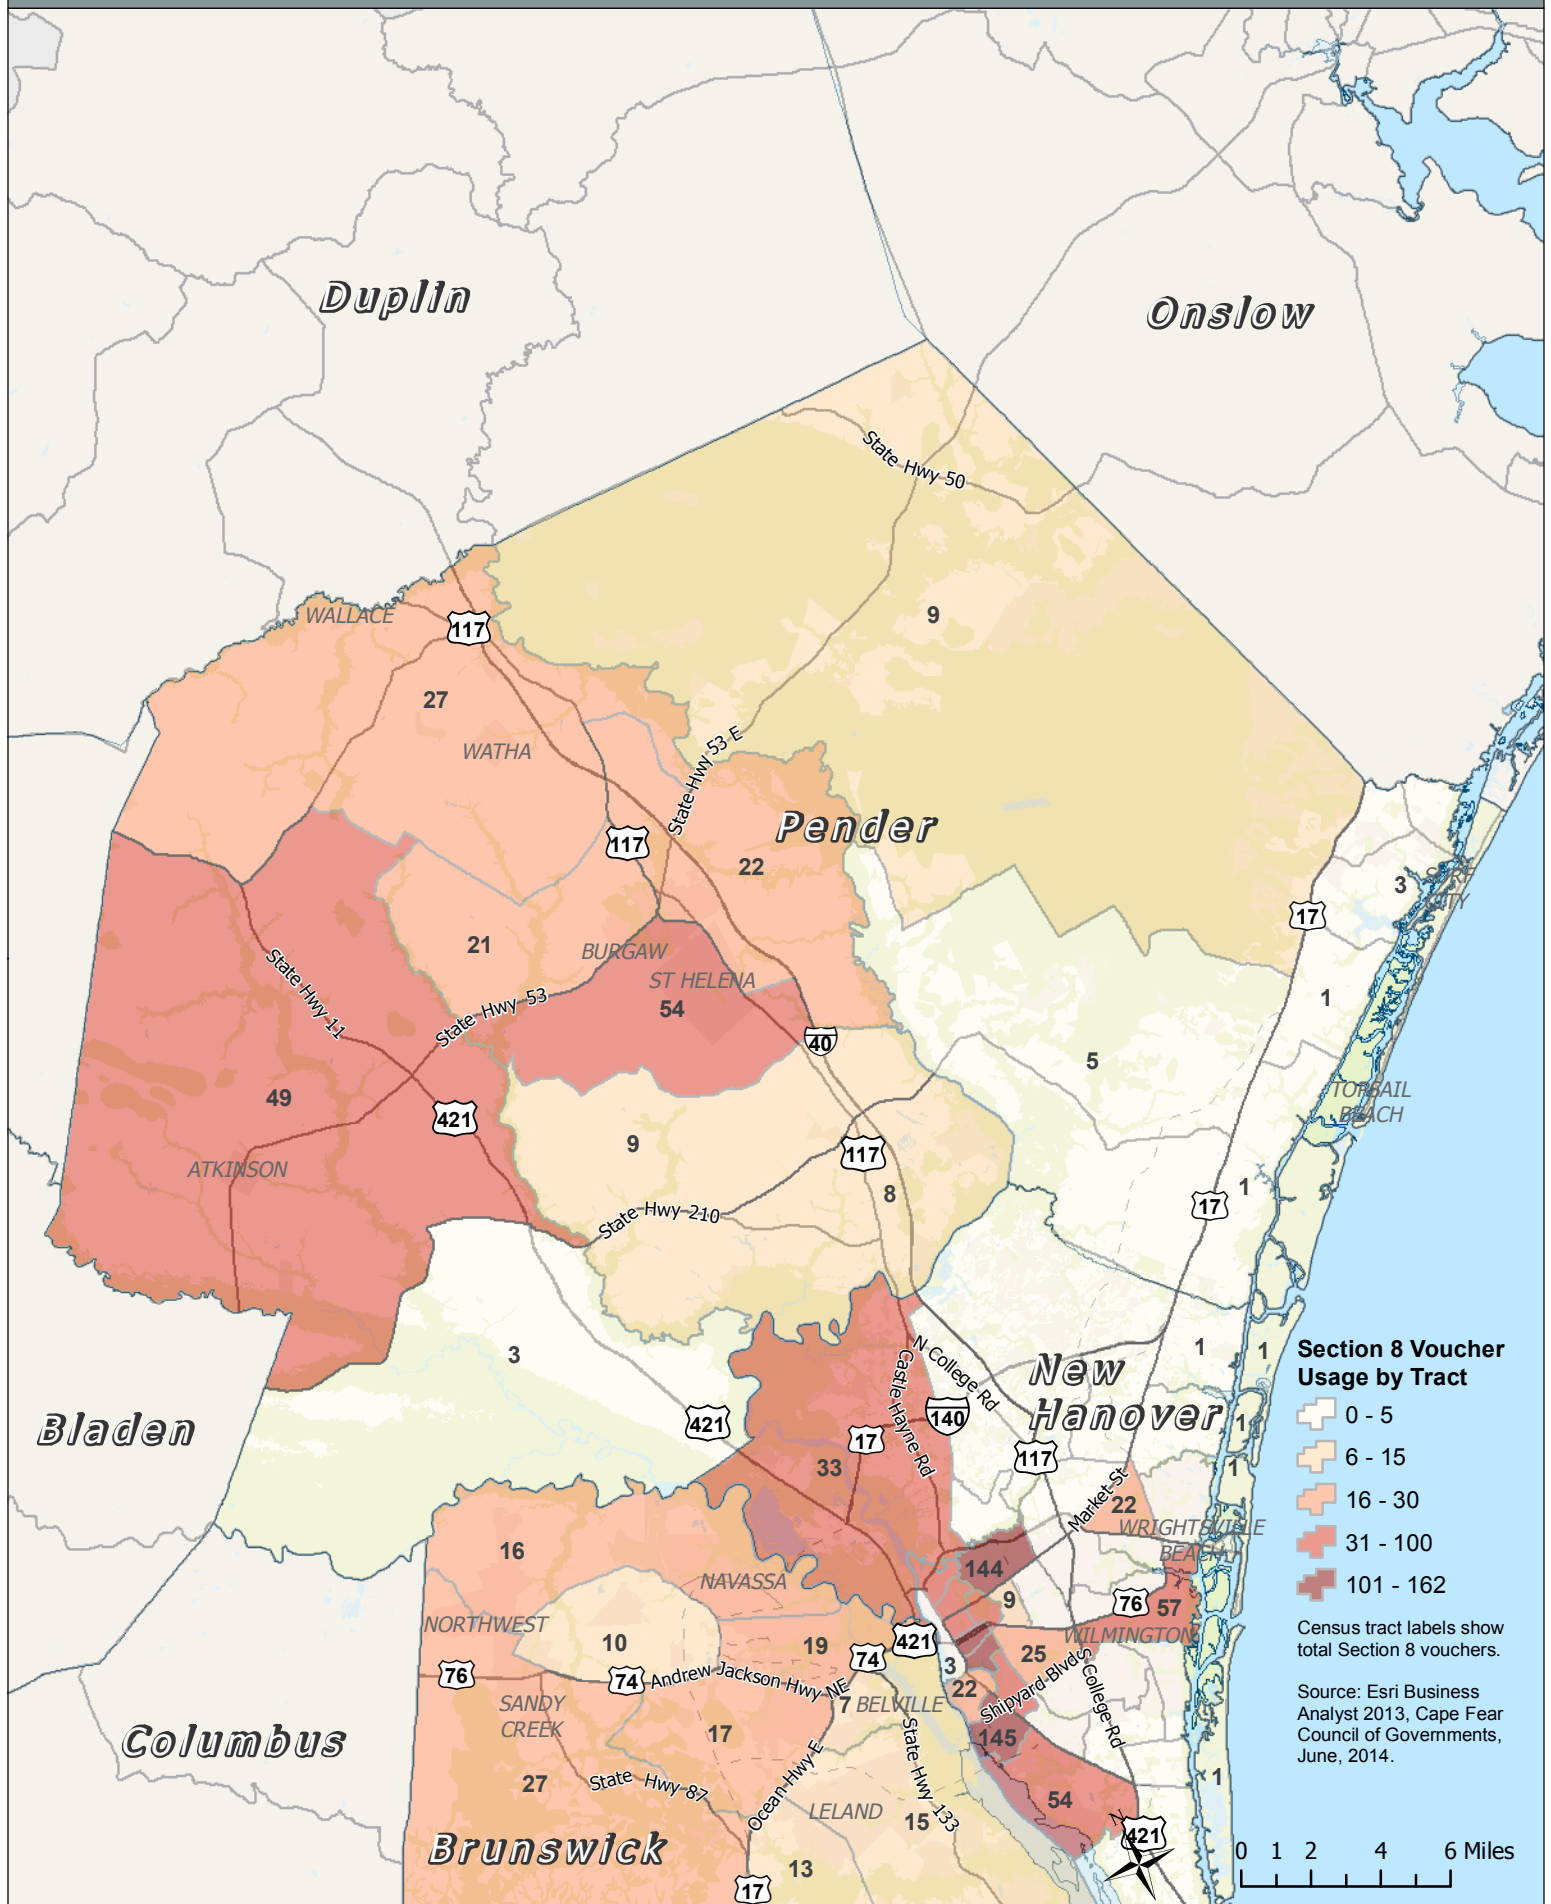 Duplin
Onslow
State Hwy 50
9
WALLACE
117
27
WATHA
State Hwy 53 E
Pender
117
22
3
SURF
CITY
17
21
BURGAW
ST HELENA
54
State Hwy 11
State Hwy 53
1
40
5
49
421
TOPSAIL
BEACH
9
117
ATKINSON
8
1
17
State Hwy 210
3
N College Rd
Castle Hayne Rd
New
Hanover
1
1
Section 8 Voucher
Usage by Tract
0 - 5
6 - 15
16 - 30
31 - 100
101 - 162
Census tract labels show
total Section 8 vouchers.
Source: Esri Business
Analyst 2013, Cape Fear
Council of Governments,
June, 2014.
Bladen
421
140
17
117
1
33
1
Market St
22
WRIGHTSVILLE
BEACH
16
144
NAVASSA
9
76
57
NORTHWEST
10
19
421
WILMINGTON
25
74
3
76
74
Andrew Jackson Hwy NE
22
Shipyard Blvd
S College Rd
7
BELVILLE
SANDY
CREEK
17
145
Columbus
State Hwy 133
Ocean Hwy E
27
State Hwy 87
1
54
LELAND
15
N
421
Brunswick
13
17
0 1 2 4 6 Miles